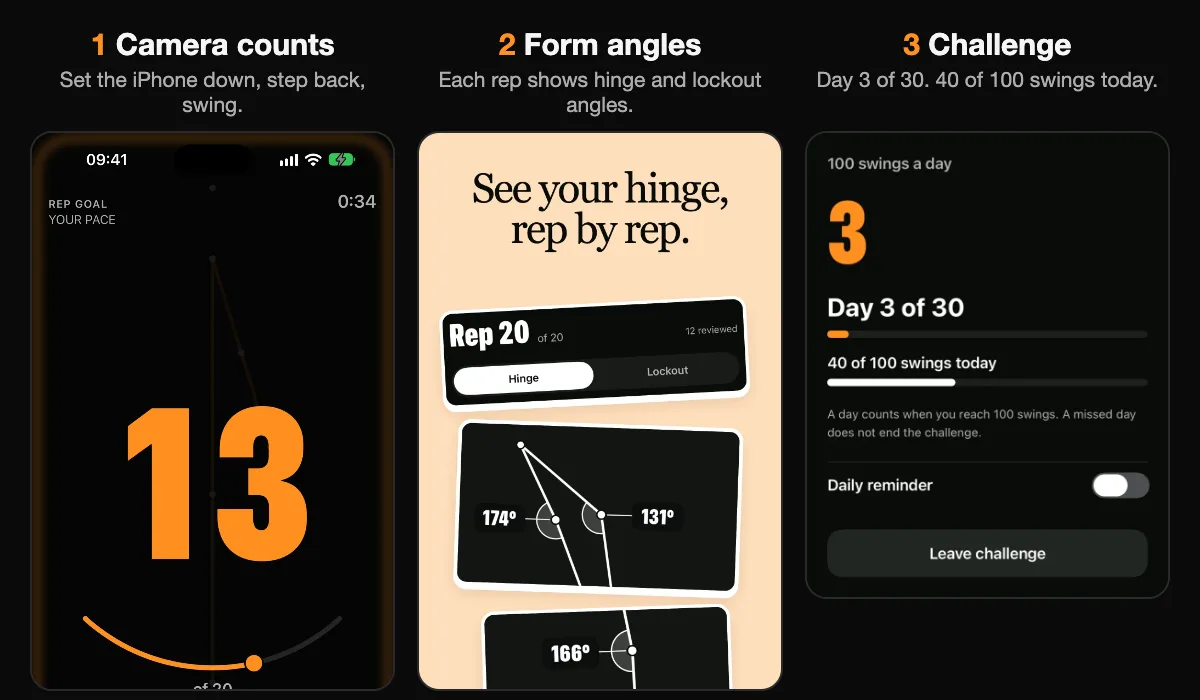 1 Camera counts
Set the iPhone down, step back,
swing.
09:41
REP GOAL
YOUR PACE
0:34
13
of 20
2 Form angles
Each rep shows hinge and lockout
angles.
See your hinge,
rep by rep.
Rep 20 of 20
12 reviewed
Hinge
Lockout
174°
131°
166°
3 Challenge
Day 3 of 30. 40 of 100 swings today.
100 swings a day
3
Day 3 of 30
40 of 100 swings today
A day counts when you reach 100 swings. A missed day
does not end the challenge.
Daily reminder
Leave challenge